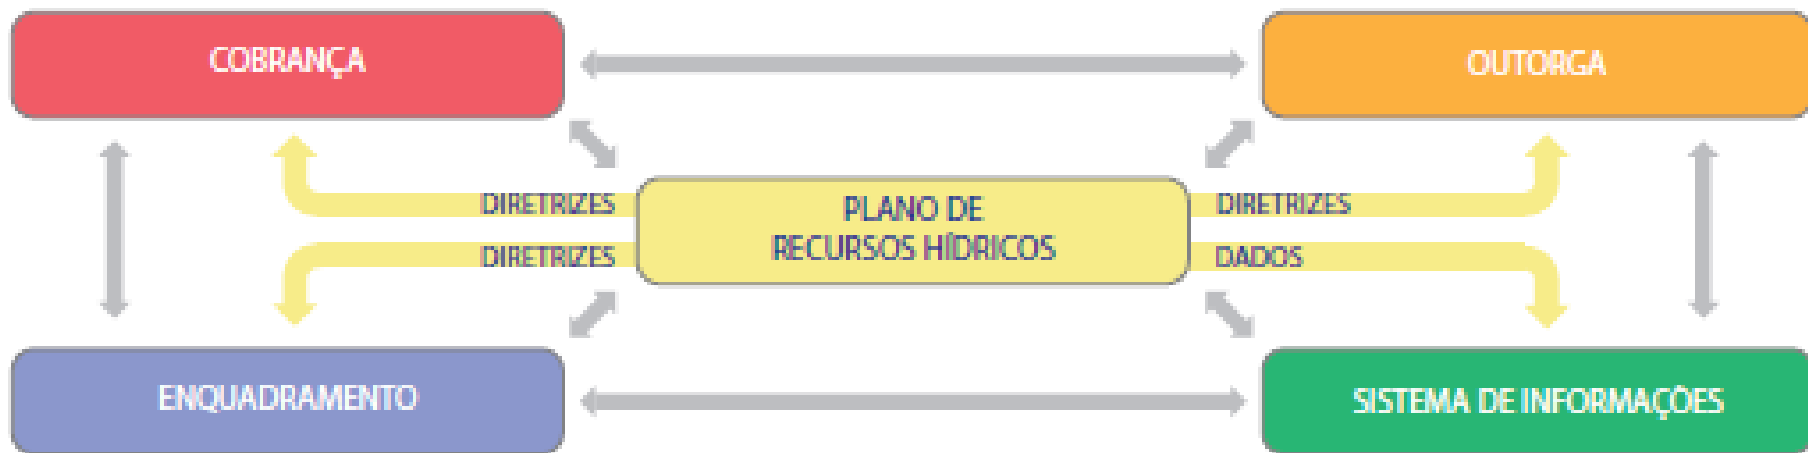 COBRANÇA
OUTORGA
DIRETRIZES
PLANO DE
RECURSOS HÍDRICOS
DIRETRIZES
DIRETRIZES
DADOS
ENQUADRAMENTO
SISTEMA DE INFORMAÇÕES